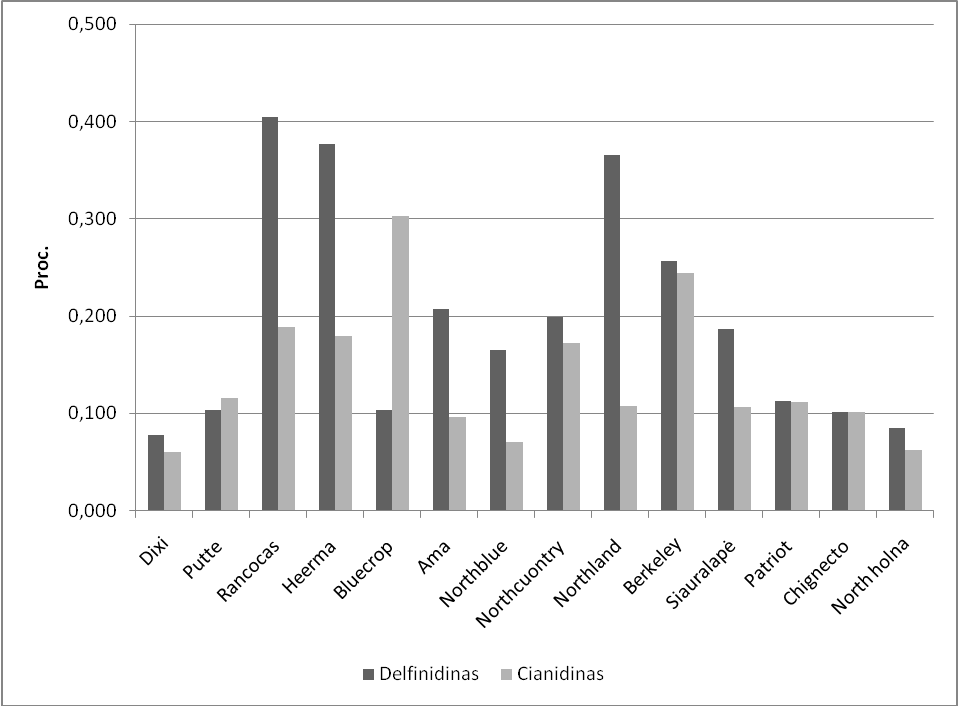 0,500
0,400
0,300
0,200
0,100
0,000
Proc.
Dixi
Putte
Rancocas
Heerma
Bluecrop
Ama
Northblue
Northcuontry
Northland
Berkeley
Siauralapė
Patriot
Chignecto
North holna
Delfinidinas
Cianidinas